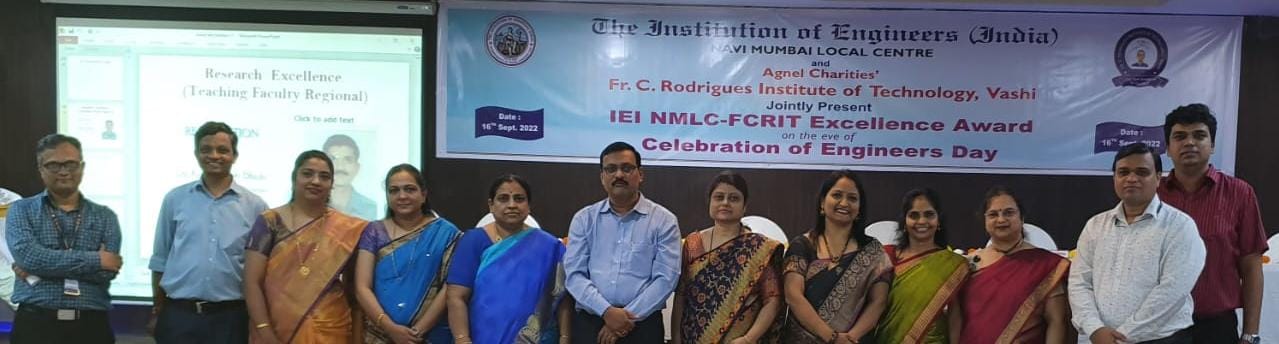 Research Excellence
(Teaching Faculty Regional)
Click to add text
The Institution of Engineers (India)
NAVI MUMBAI LOCAL CENTRE
and
Agnel Charities'
Fr. C. Rodrigues Institute of Technology, Vashi
Jointly Present
IEI NMLC-FCRIT Excellence Award
on the eve of
Celebration of Engineers Day
Date :
16TH Sept. 2022
Date :
16TH Sept. 2022